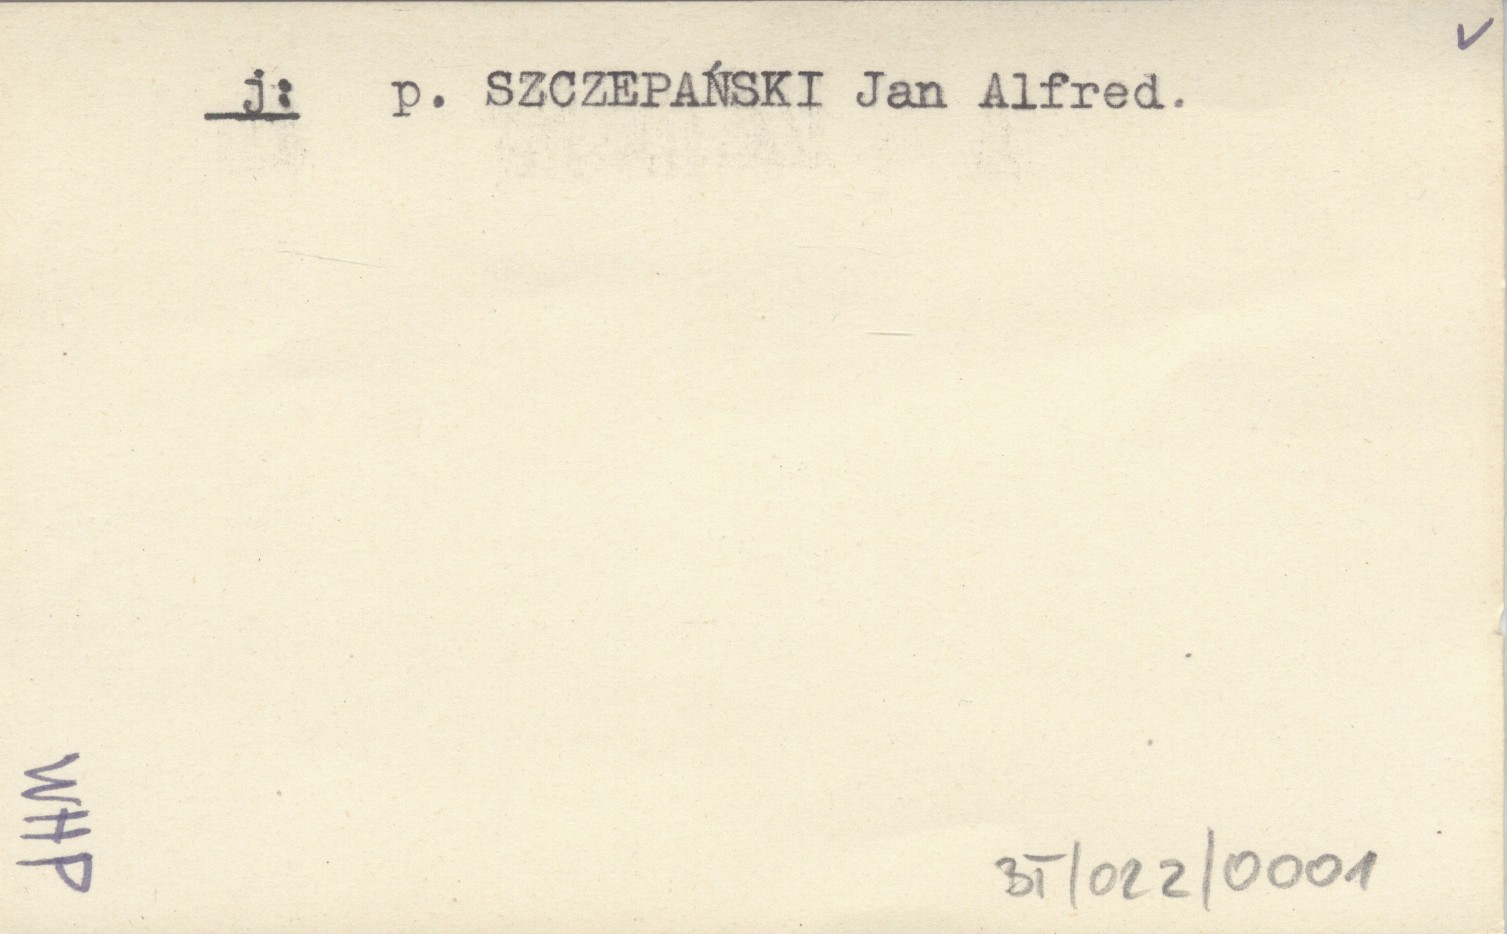 j: p. SZCZEPAŃSKI Jan Alfred.
WHP
BI/022/0001